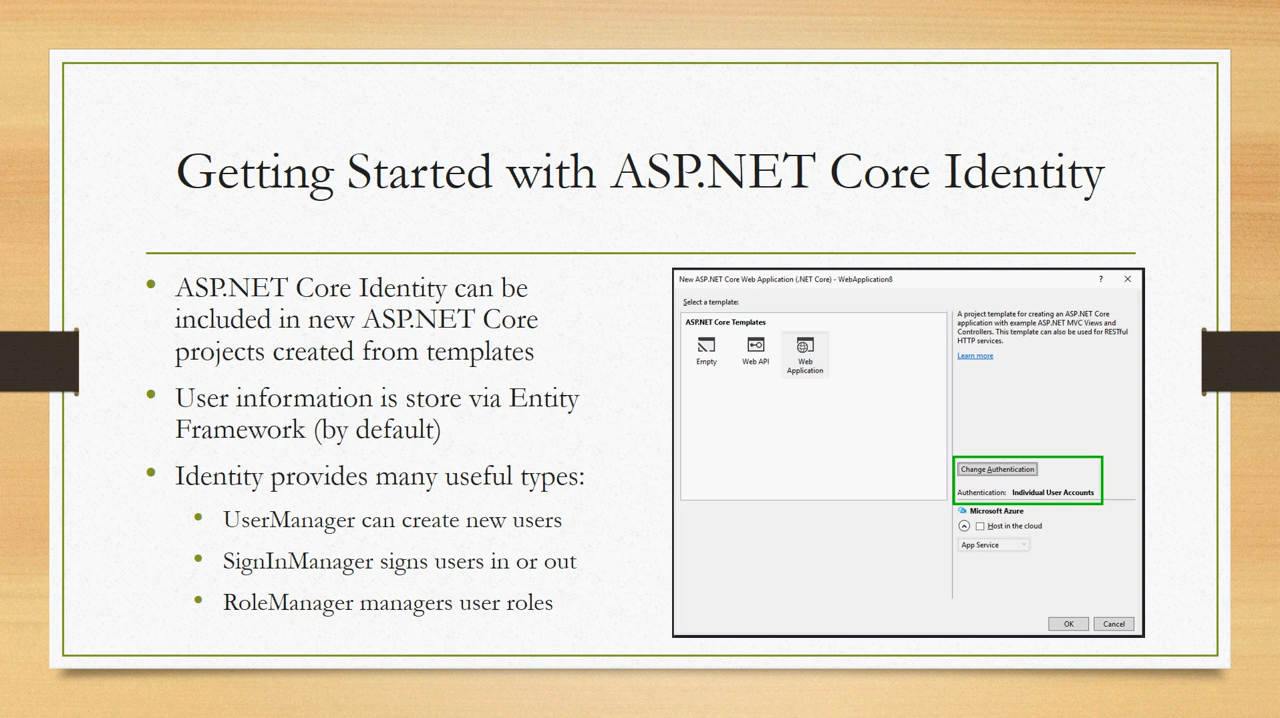 Getting Started with ASP.NET Core Identity
• ASP.NET Core Identity can be
included in new ASP.NET Core
projects created from templates
• User information is store via Entity
Framework (by default)
• Identity provides many useful types:
• UserManager can create new users
• SignInManager signs users in or out
• RoleManager managers user roles
New ASP.NET Core Web Application (.NET Core) - WebApplication8
? ×
Select a template:
ASP.NET Core Templates
Empty
Web API
Web
Application
A project template for creating an ASP.NET Core
application with example ASP.NET MVC Views and
Controllers. This template can also be used for RESTful
HTTP services.
Learn more
Change Authentication
Authentication: Individual User Accounts
Microsoft Azure
Host in the cloud
App Service
OK
Cancel